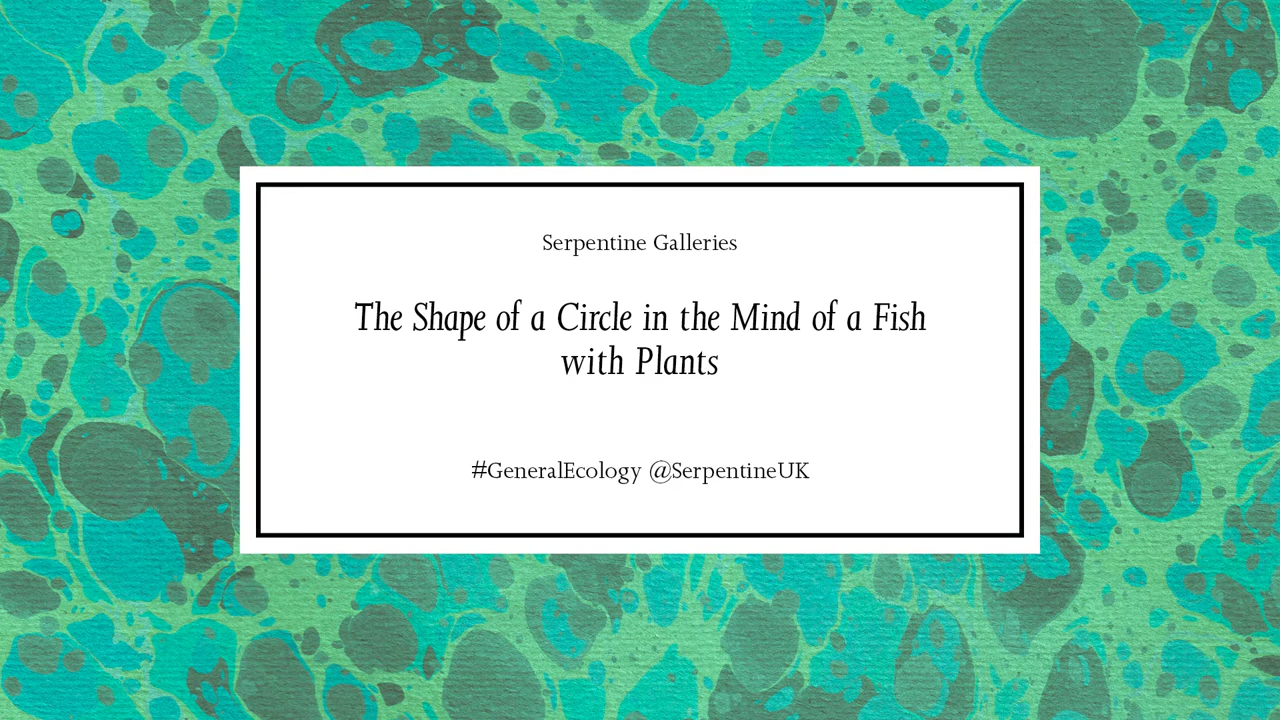 Serpentine Galleries
The Shape of a Circle in the Mind of a Fish
with Plants
#GeneralEcology @SerpentineUK